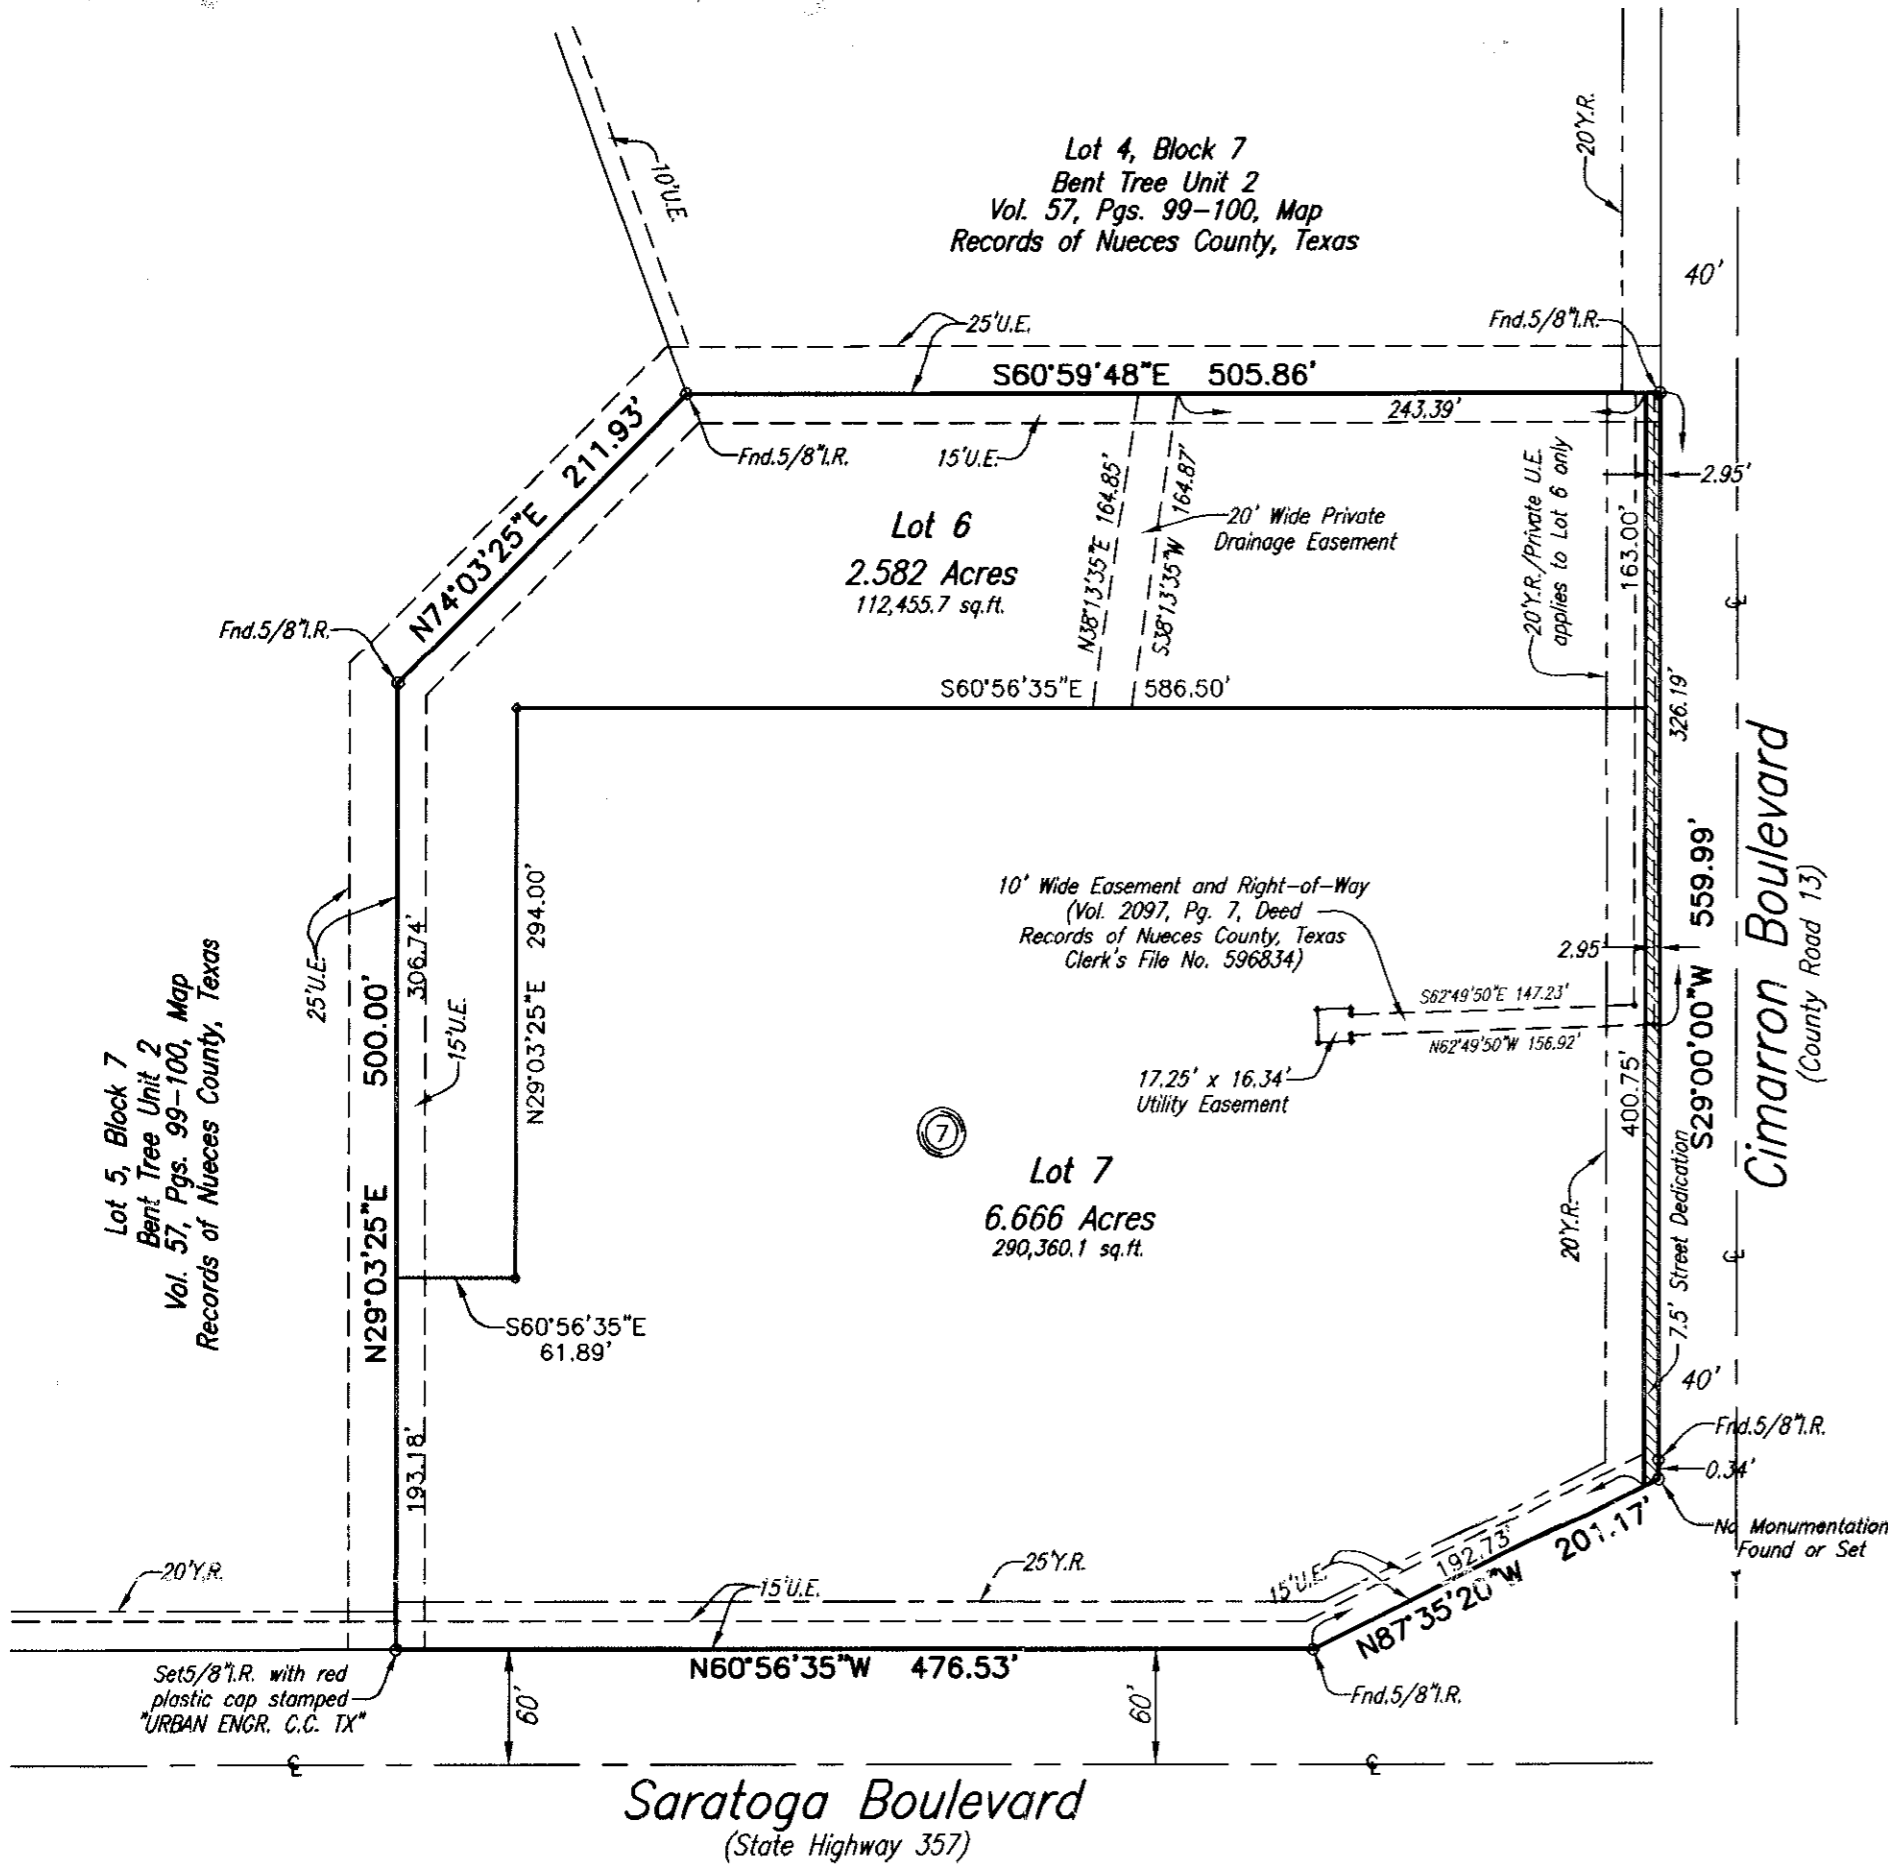 Lot 4, Block 7
Bent Tree Unit 2
Vol. 57, Pgs. 99-100, Map
Records of Nueces County, Texas
10'U.E.
20'Y.R.
40'
25'U.E.
Fnd.5/8"I.R.
S60°59'48"E 505.86'
243.39'
N74°03'25"E 211.93'
Fnd.5/8"I.R.
15'U.E.
2.95'
Lot 6
2.582 Acres
112,455.7 sq.ft.
N38°13'35"E 164.85'
S38°13'35"W 164.87'
20' Wide Private
Drainage Easement
20'Y.R./Private U.E.
applies to Lot 6 only
163.00'
Fnd.5/8"I.R.
S60°56'35"E 586.50'
326.19'
Cimarron Boulevard
(County Road 13)
S29°00'00"W 559.99'
10' Wide Easement and Right-of-Way
(Vol. 2097, Pg. 7, Deed
Records of Nueces County, Texas
Clerk's File No. 596834)
2.95'
S62°49'50"E 147.23'
N62°49'50"W 156.92'
17.25' x 16.34'
Utility Easement
400.75'
7.5' Street Dedication
20'Y.R.
Lot 5, Block 7
Bent Tree Unit 2
Vol. 57, Pgs. 99-100, Map
Records of Nueces County, Texas
25'U.E.
N29°03'25"E 500.00'
306.74'
15'U.E.
N29°03'25"E 294.00'
7
Lot 7
6.666 Acres
290,360.1 sq.ft.
S60°56'35"E
61.89'
193.18'
40'
Fnd.5/8"I.R.
0.34'
No Monumentation
Found or Set
20'Y.R.
15'U.E.
25'Y.R.
15'U.E.
192.73'
N87°35'20"W 201.17'
N60°56'35"W 476.53'
Set5/8"I.R. with red
plastic cap stamped
"URBAN ENGR. C.C. TX"
60'
60'
Fnd.5/8"I.R.
Saratoga Boulevard
(State Highway 357)